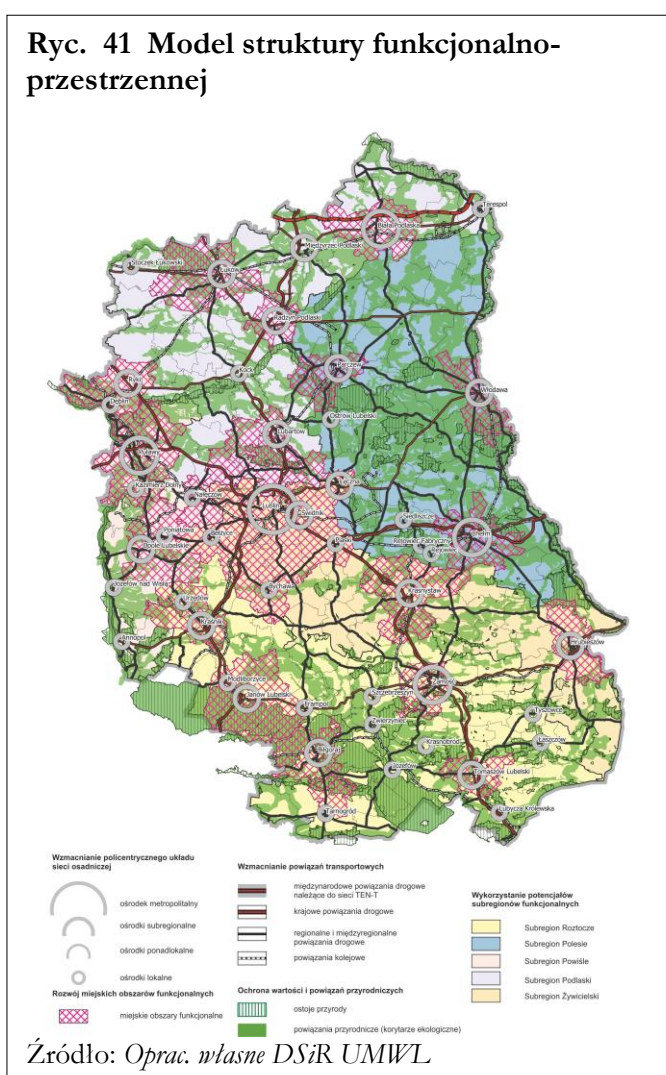 Ryc. 41 Model struktury funkcjonalno-
przestrzennej
Terespol
Biała Podlaska
Międzyrzec Podlaski
Stoczek Łukowski
Łuków
Radzyń Podlaski
Kock
Parczew
Ryki
Dęblin
Włodawa
Ostrów Lubelski
Lubartów
Puławy
Kazimierz Dolny
Nałęczów
Łęczna
Lublin
Świdnik
Siedliszcze
Poniatowa
Bełżyce
Piaski
Rejowiec Fabryczny
Rejowiec
Chełm
Opole Lubelskie
Józefów nad Wisłą
Bychawa
Krasnystaw
Urzędów
Kraśnik
Annopol
Hrubieszów
Modliborzyce
Janów Lubelski
Zamość
Szczebrzeszyn
Frampol
Tyszowce
Zwierzyniec
Krasnobród
Łaszczów
Biłgoraj
Józefów
Tomaszów Lubelski
Tarnogród
Lubycza Królewska
Wzmacnianie policentrycznego układu
sieci osadniczej
ośrodek metropolitalny
ośrodki subregionalne
ośrodki ponadlokalne
ośrodki lokalne
Rozwój miejskich obszarów funkcjonalnych
miejskie obszary funkcjonalne
Wzmacnianie powiązań transportowych
międzynarodowe powiązania drogowe
należące do sieci TEN-T
krajowe powiązania drogowe
regionalne i międzyregionalne
powiązania drogowe
powiązania kolejowe
Ochrona wartości i powiązań przyrodniczych
ostoje przyrody
powiązania przyrodnicze (korytarze ekologiczne)
Wykorzystanie potencjałów
subregionów funkcjonalnych
Subregion Roztocze
Subregion Polesie
Subregion Powiśle
Subregion Podlaski
Subregion Żywicielski
Źródło: Oprac. własne DSiR UMWL